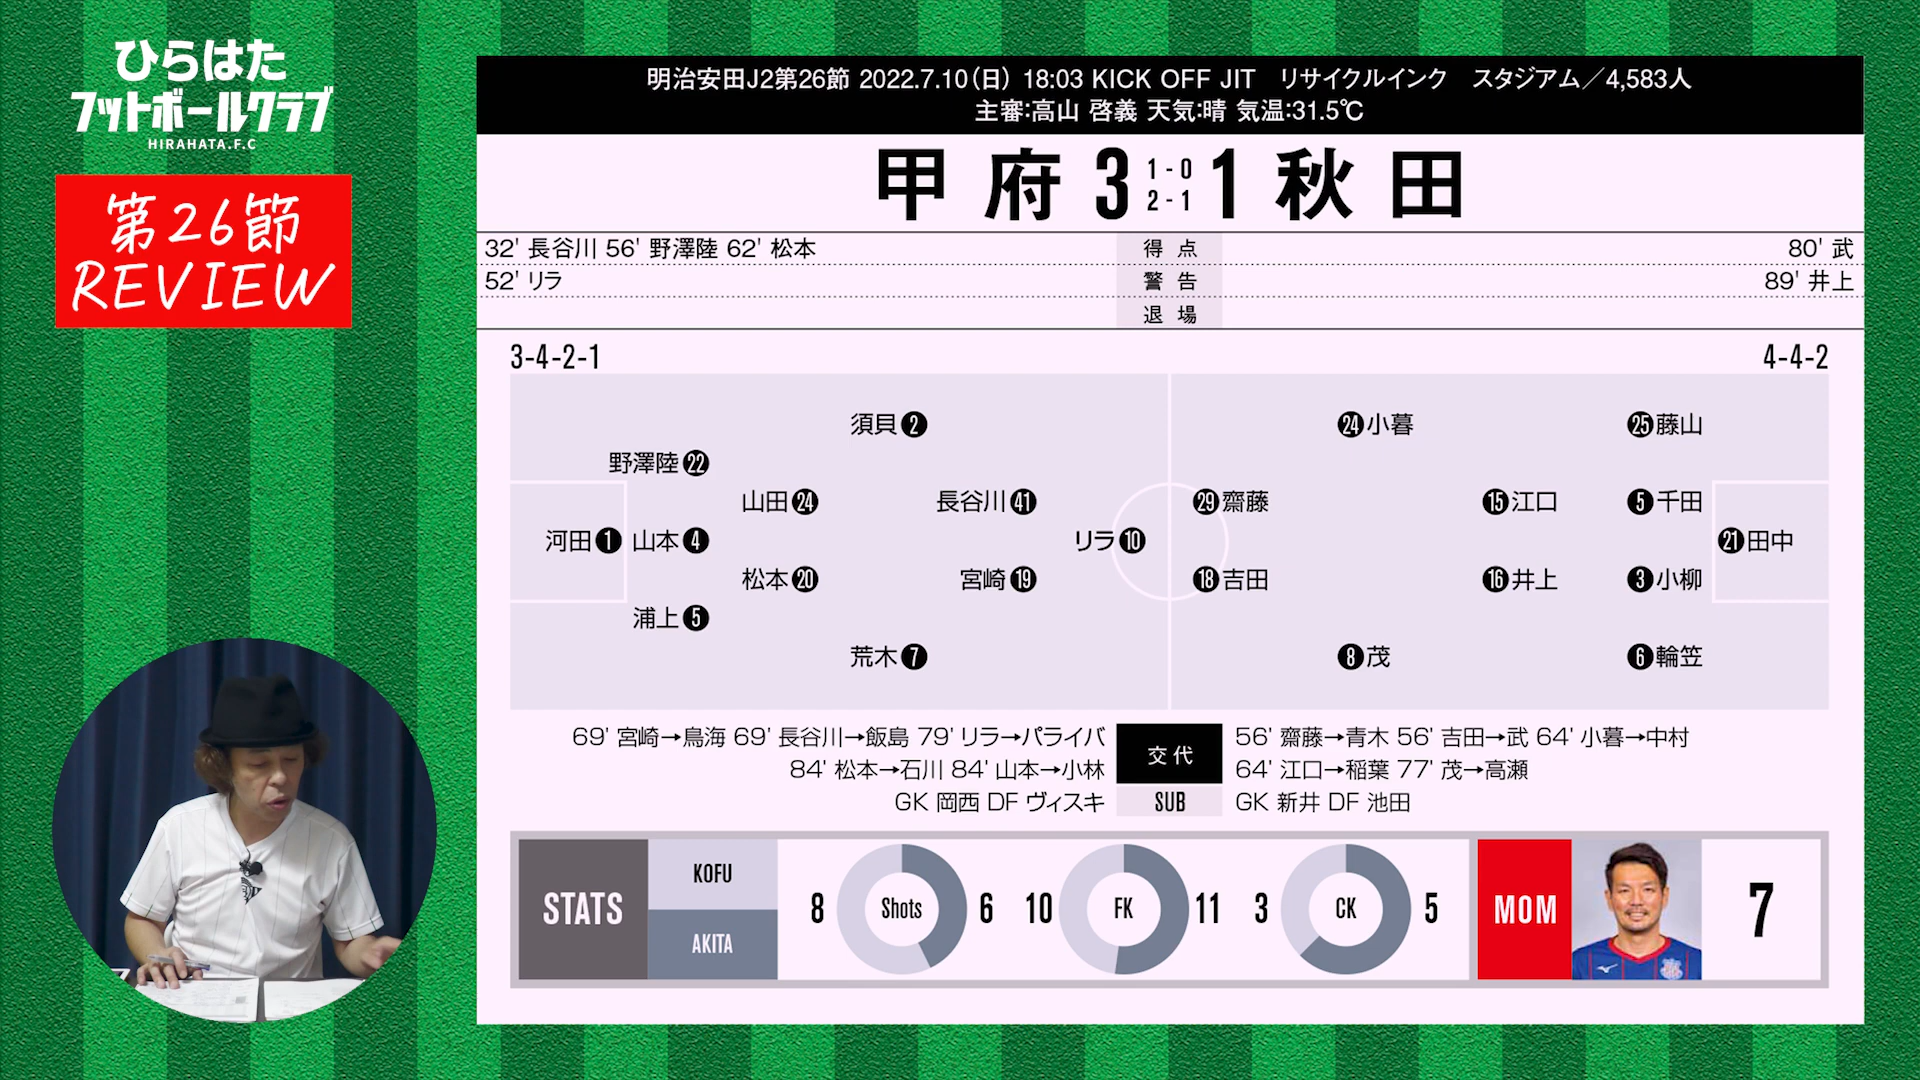 ひらはた
フットボールクラブ
HIRAHATA.F.C
第26節
REVIEW
明治安田J2第26節 2022.7.10(日) 18:03 KICK OFF JIT リサイクルインク スタジアム／4,583人
主審:高山 啓義 天気:晴 気温:31.5℃
甲府 3 1-0 2-1 1 秋田
32' 長谷川 56' 野澤陸 62' 松本 得点 80' 武
52' リラ 警告 89' 井上
退場
3-4-2-1 4-4-2
須貝 2 24 小暮 25 藤山
野澤陸 22
山田 24 長谷川 41 29 齋藤 15 江口 5 千田
河田 1 山本 4 リラ 10 21 田中
松本 20 宮崎 19 18 吉田 16 井上 3 小柳
浦上 5
荒木 7 8 茂 6 輪笠
69' 宮崎→鳥海 69' 長谷川→飯島 79' リラ→パライバ 交代 56' 齋藤→青木 56' 吉田→武 64' 小暮→中村
84' 松本→石川 84' 山本→小林 64' 江口→稲葉 77' 茂→高瀬
GK 岡西 DF ヴィスキ SUB GK 新井 DF 池田
STATS KOFU AKITA 8 Shots 6 10 FK 11 3 CK 5 MOM 7